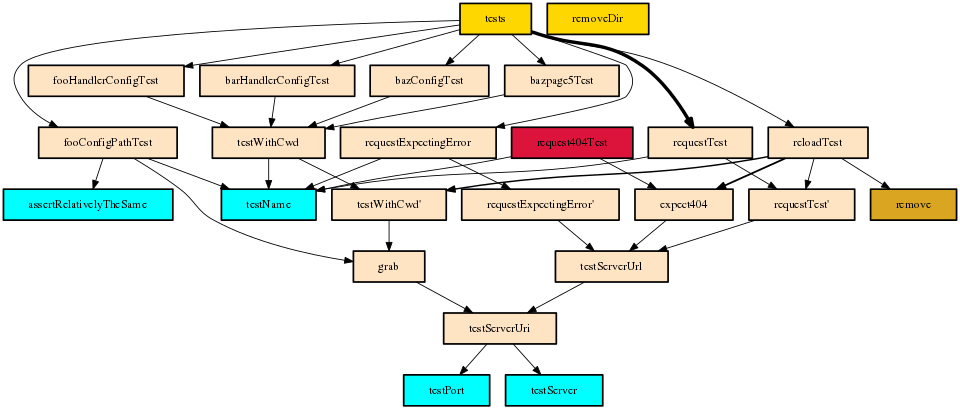 tests
removeDir
fooHandlerConfigTest
barHandlerConfigTest
bazConfigTest
bazpage5Test
fooConfigPathTest
testWithCwd
requestExpectingError
request404Test
requestTest
reloadTest
assertRelativelyTheSame
testName
testWithCwd'
requestExpectingError'
expect404
requestTest'
remove
grab
testServerUrl
testServerUri
testPort
testServer